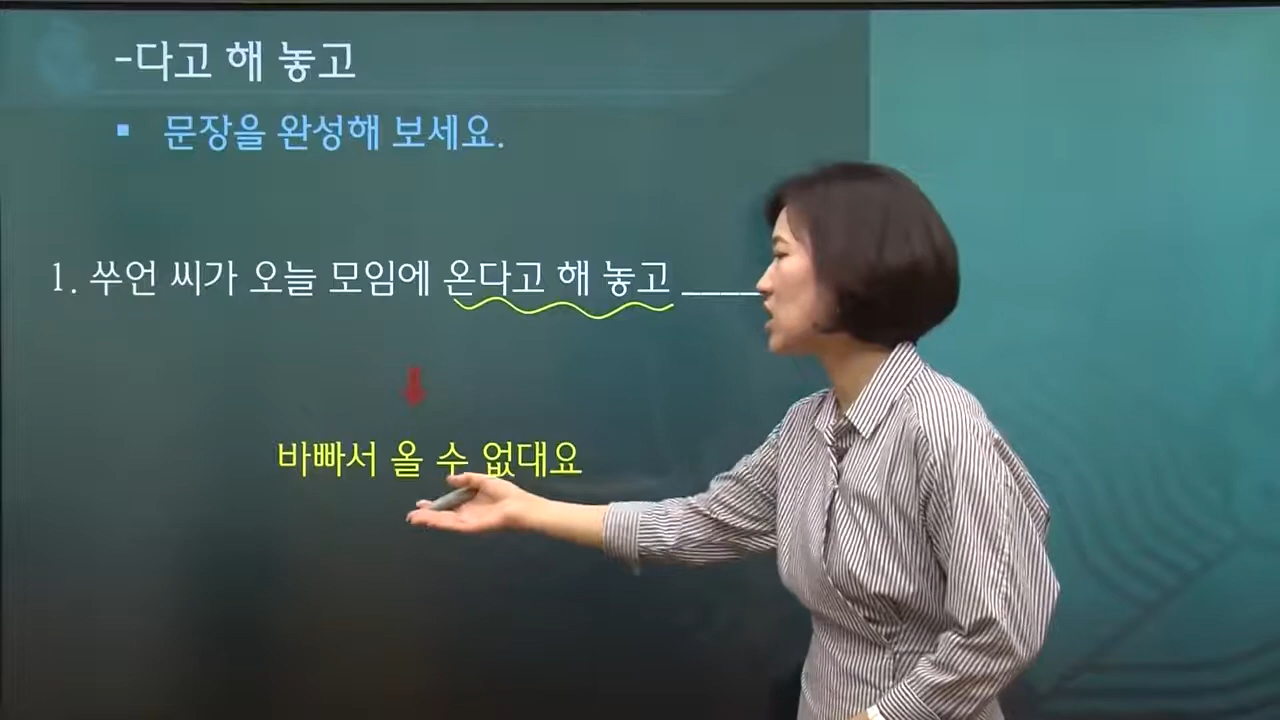 -다고 해 놓고
▪ 문장을 완성해 보세요.
1. 쑤언 씨가 오늘 모임에 온다고 해 놓고 _____
바빠서 올 수 없대요